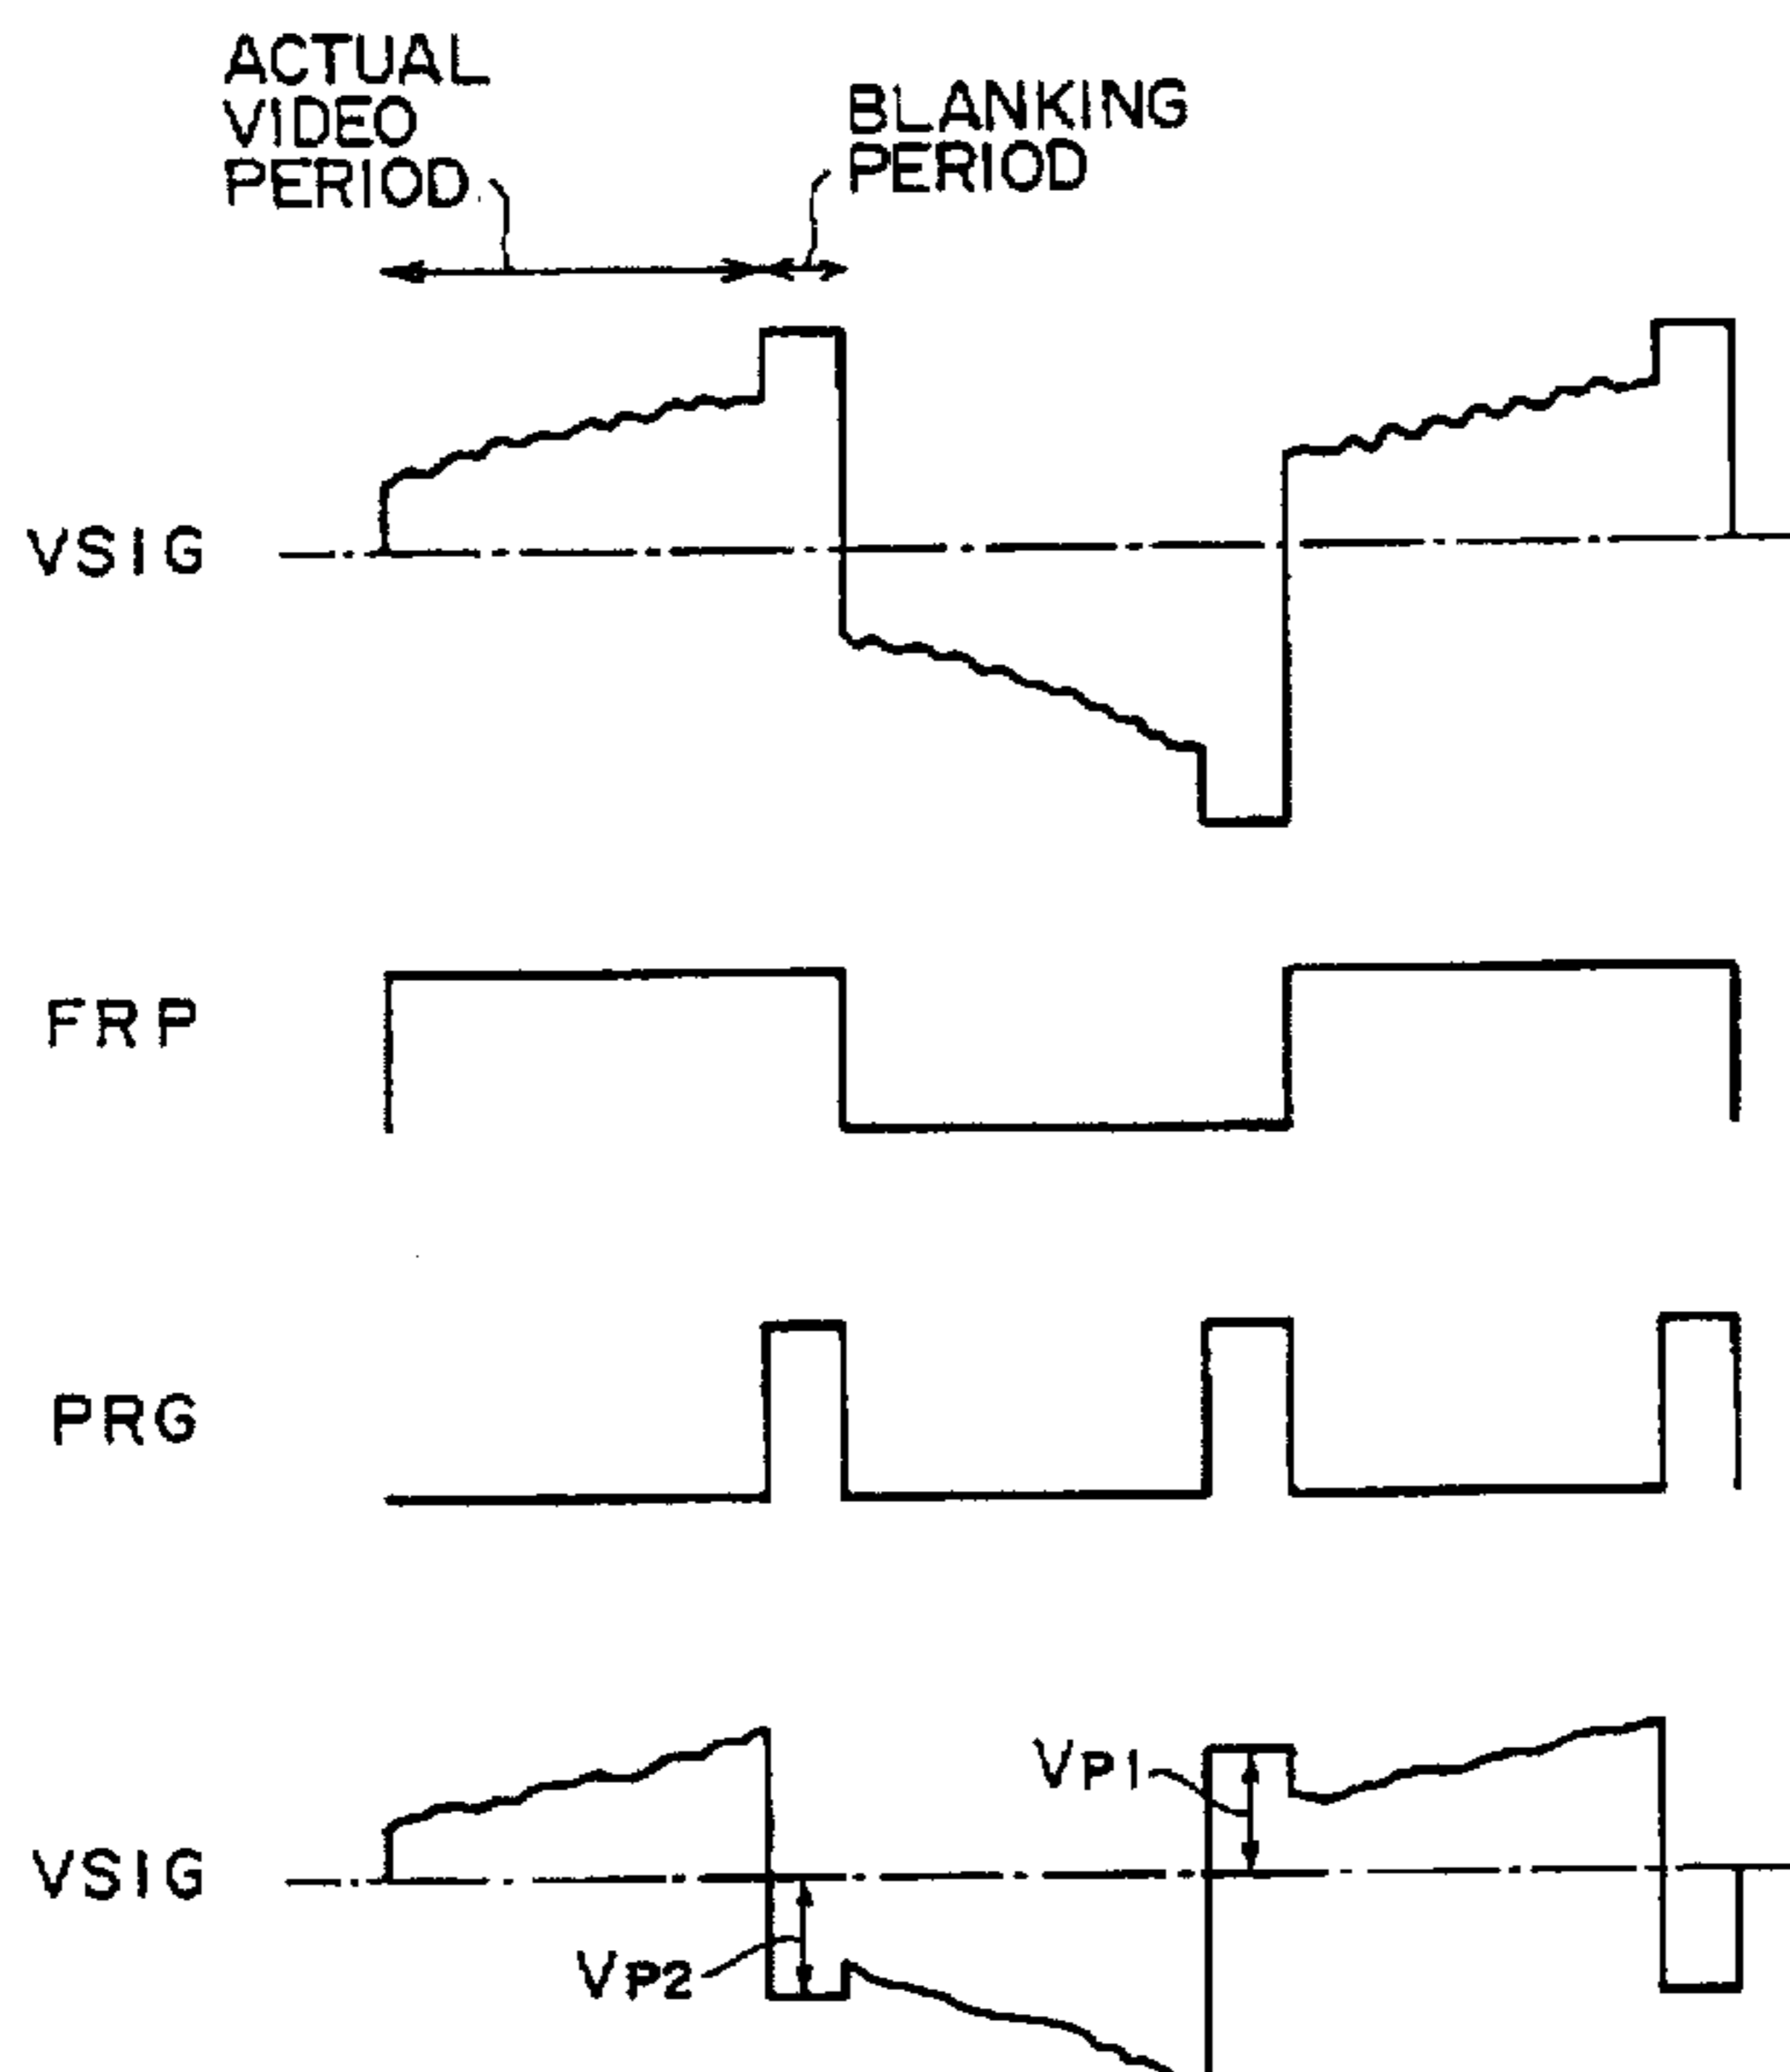 ACTUAL
VIDEO
PERIOD
BLANKING
PERIOD
VSIG
FRP
PRG
VP1
VSIG
VP2